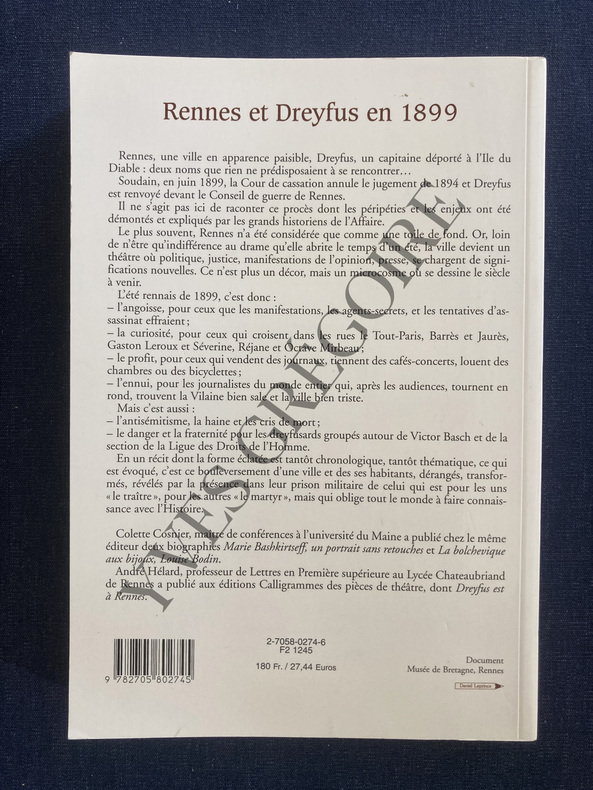 Rennes et Dreyfus en 1899
Rennes, une ville en apparence paisible, Dreyfus, un capitaine déporté à l'Ile du
Diable : deux noms que rien ne prédisposaient à se rencontrer…
Soudain, en juin 1899, la Cour de cassation annule le jugement de 1894 et Dreyfus
est renvoyé devant le Conseil de guerre de Rennes.
Il ne s'agit pas ici de raconter ce procès dont les péripéties et les enjeux ont été
démontés et expliqués par les grands historiens de l'Affaire.
Le plus souvent, Rennes n'a été considérée que comme une toile de fond. Or, loin
de n'être qu'indifférence au drame qu'elle abrite le temps d'un été, la ville devient un
théâtre où politique, justice, manifestations de l'opinion, presse, se chargent de signi-
fications nouvelles. Ce n'est plus un décor, mais un microcosme où se dessine le siècle
à venir.
L'été rennais de 1899, c'est donc :
– l'angoisse, pour ceux que les manifestations, les agents-secrets, et les tentatives d'as-
sassinat effraient ;
– la curiosité, pour ceux qui croisent dans les rues le Tout-Paris, Barrès et Jaurès,
Gaston Leroux et Séverine, Réjane et Octave Mirbeau ;
– le profit, pour ceux qui vendent des journaux, tiennent des cafés-concerts, louent des
chambres ou des bicyclettes ;
– l'ennui, pour les journalistes du monde entier qui, après les audiences, tournent en
rond, trouvent la Vilaine bien sale et la ville bien triste.
Mais c'est aussi :
– l'antisémitisme, la haine et les cris de mort ;
– le danger et la fraternité pour les dreyfusards groupés autour de Victor Basch et de la
section de la Ligue des Droits de l'Homme.
En un récit dont la forme éclatée est tantôt chronologique, tantôt thématique, ce qui
est évoqué, c'est ce bouleversement d'une ville et de ses habitants, dérangés, transfor-
més, révélés par la présence dans leur prison militaire de celui qui est pour les uns
« le traître », pour les autres « le martyr », mais qui oblige tout le monde à faire connais-
sance avec l'Histoire.
Colette Cosnier, maître de conférences à l'université du Maine a publié chez le même
éditeur deux biographies Marie Bashkirtseff, un portrait sans retouches et La bolchevique
aux bijoux, Louise Bodin.
André Hélard, professeur de Lettres en Première supérieure au Lycée Chateaubriand
de Rennes a publié aux éditions Calligrammes des pièces de théâtre, dont Dreyfus est
à Rennes.
YVES GRÉGOIRE
2-7058-0274-6
F2 1245
180 Fr. / 27,44 Euros
9 782705 802745
Document
Musée de Bretagne, Rennes